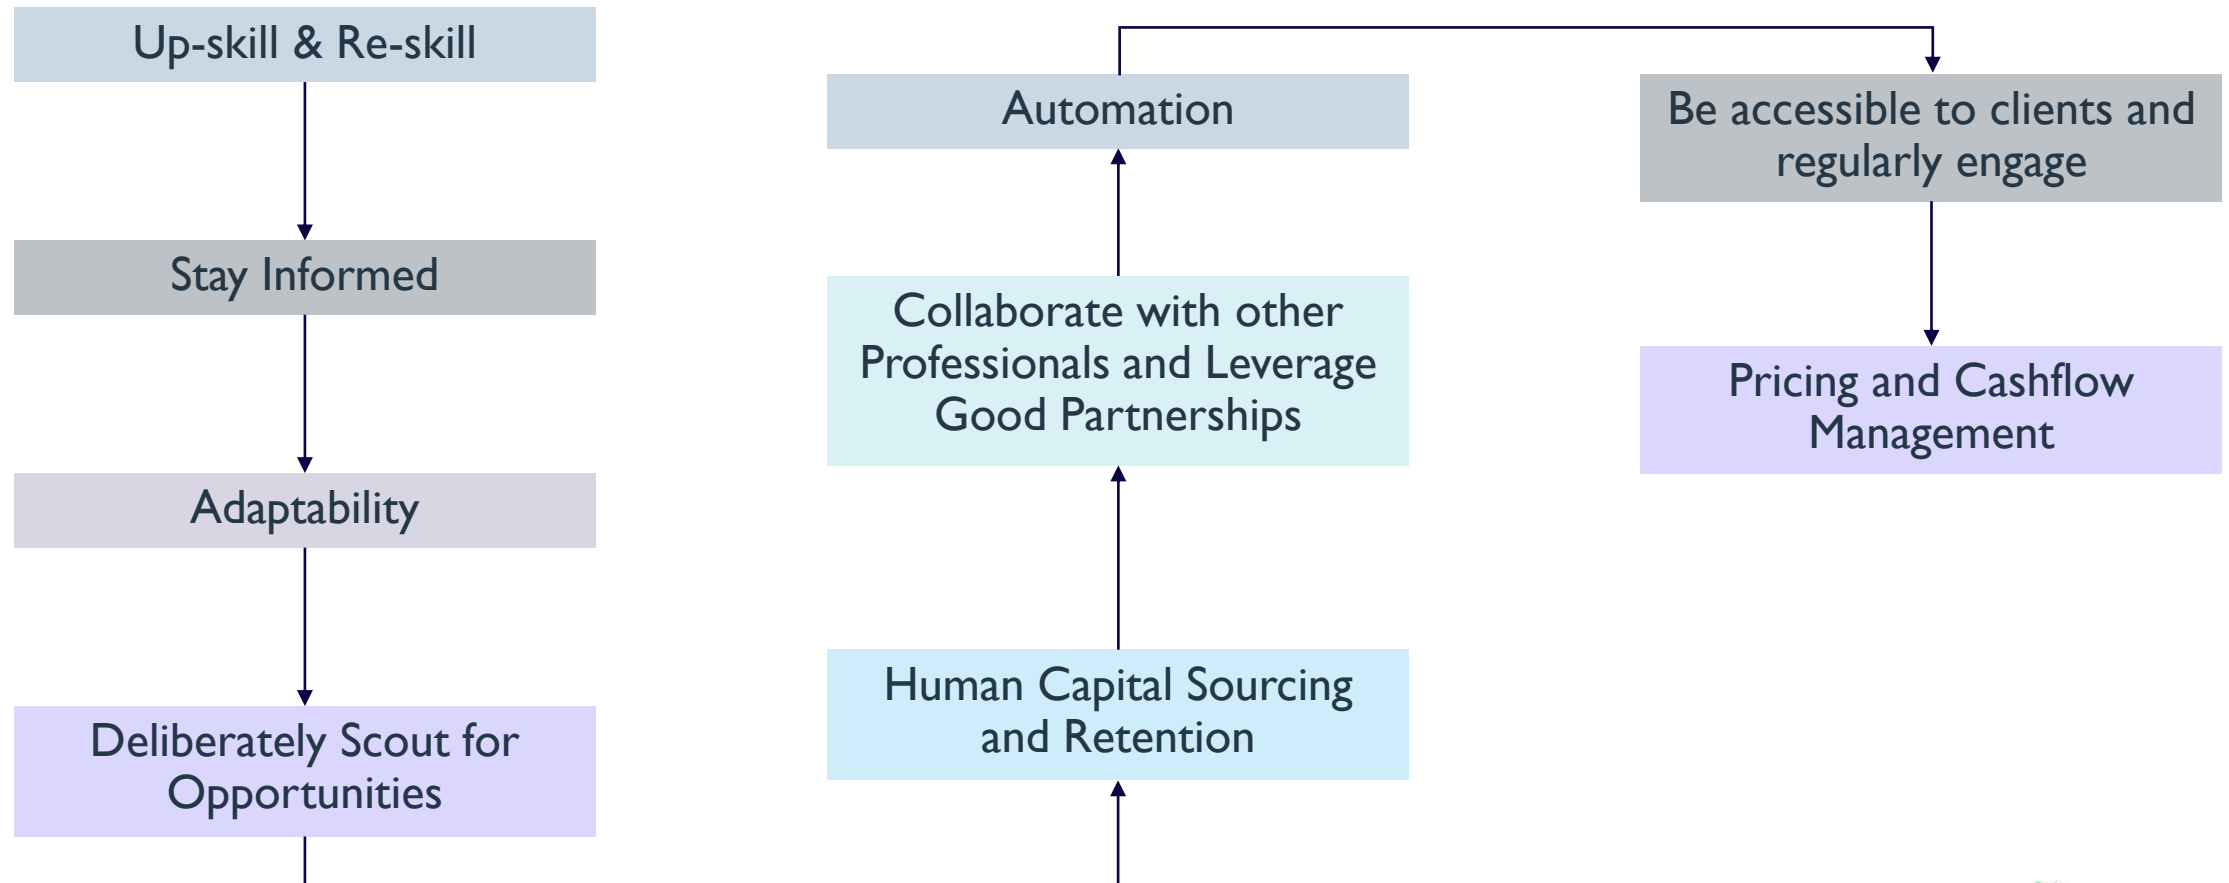 Up-skill & Re-skill
Stay Informed
Adaptability
Deliberately Scout for
Opportunities
Human Capital Sourcing
and Retention
Collaborate with other
Professionals and Leverage
Good Partnerships
Automation
Be accessible to clients and
regularly engage
Pricing and Cashflow
Management